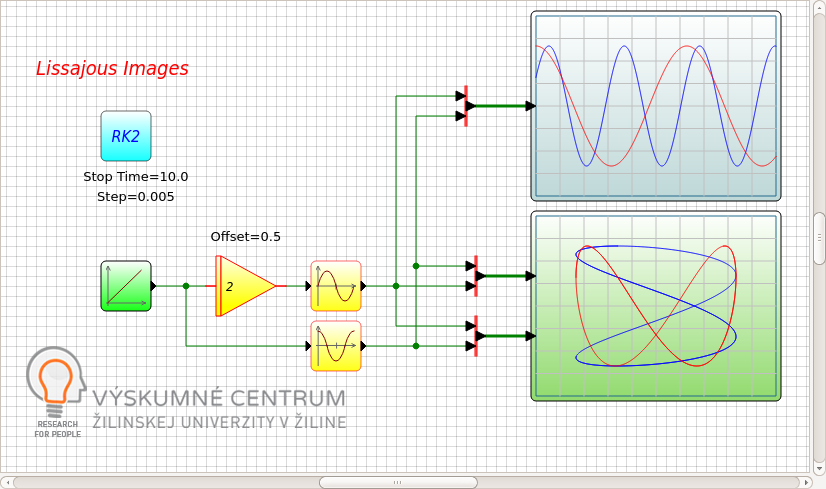 Lissajous Images
RK2
Stop Time=10.0
Step=0.005
Offset=0.5
2
RESEARCH
FOR PEOPLE
VÝSKUMNÉ CENTRUM
ŽILINSKEJ UNIVERZITY V ŽILINE